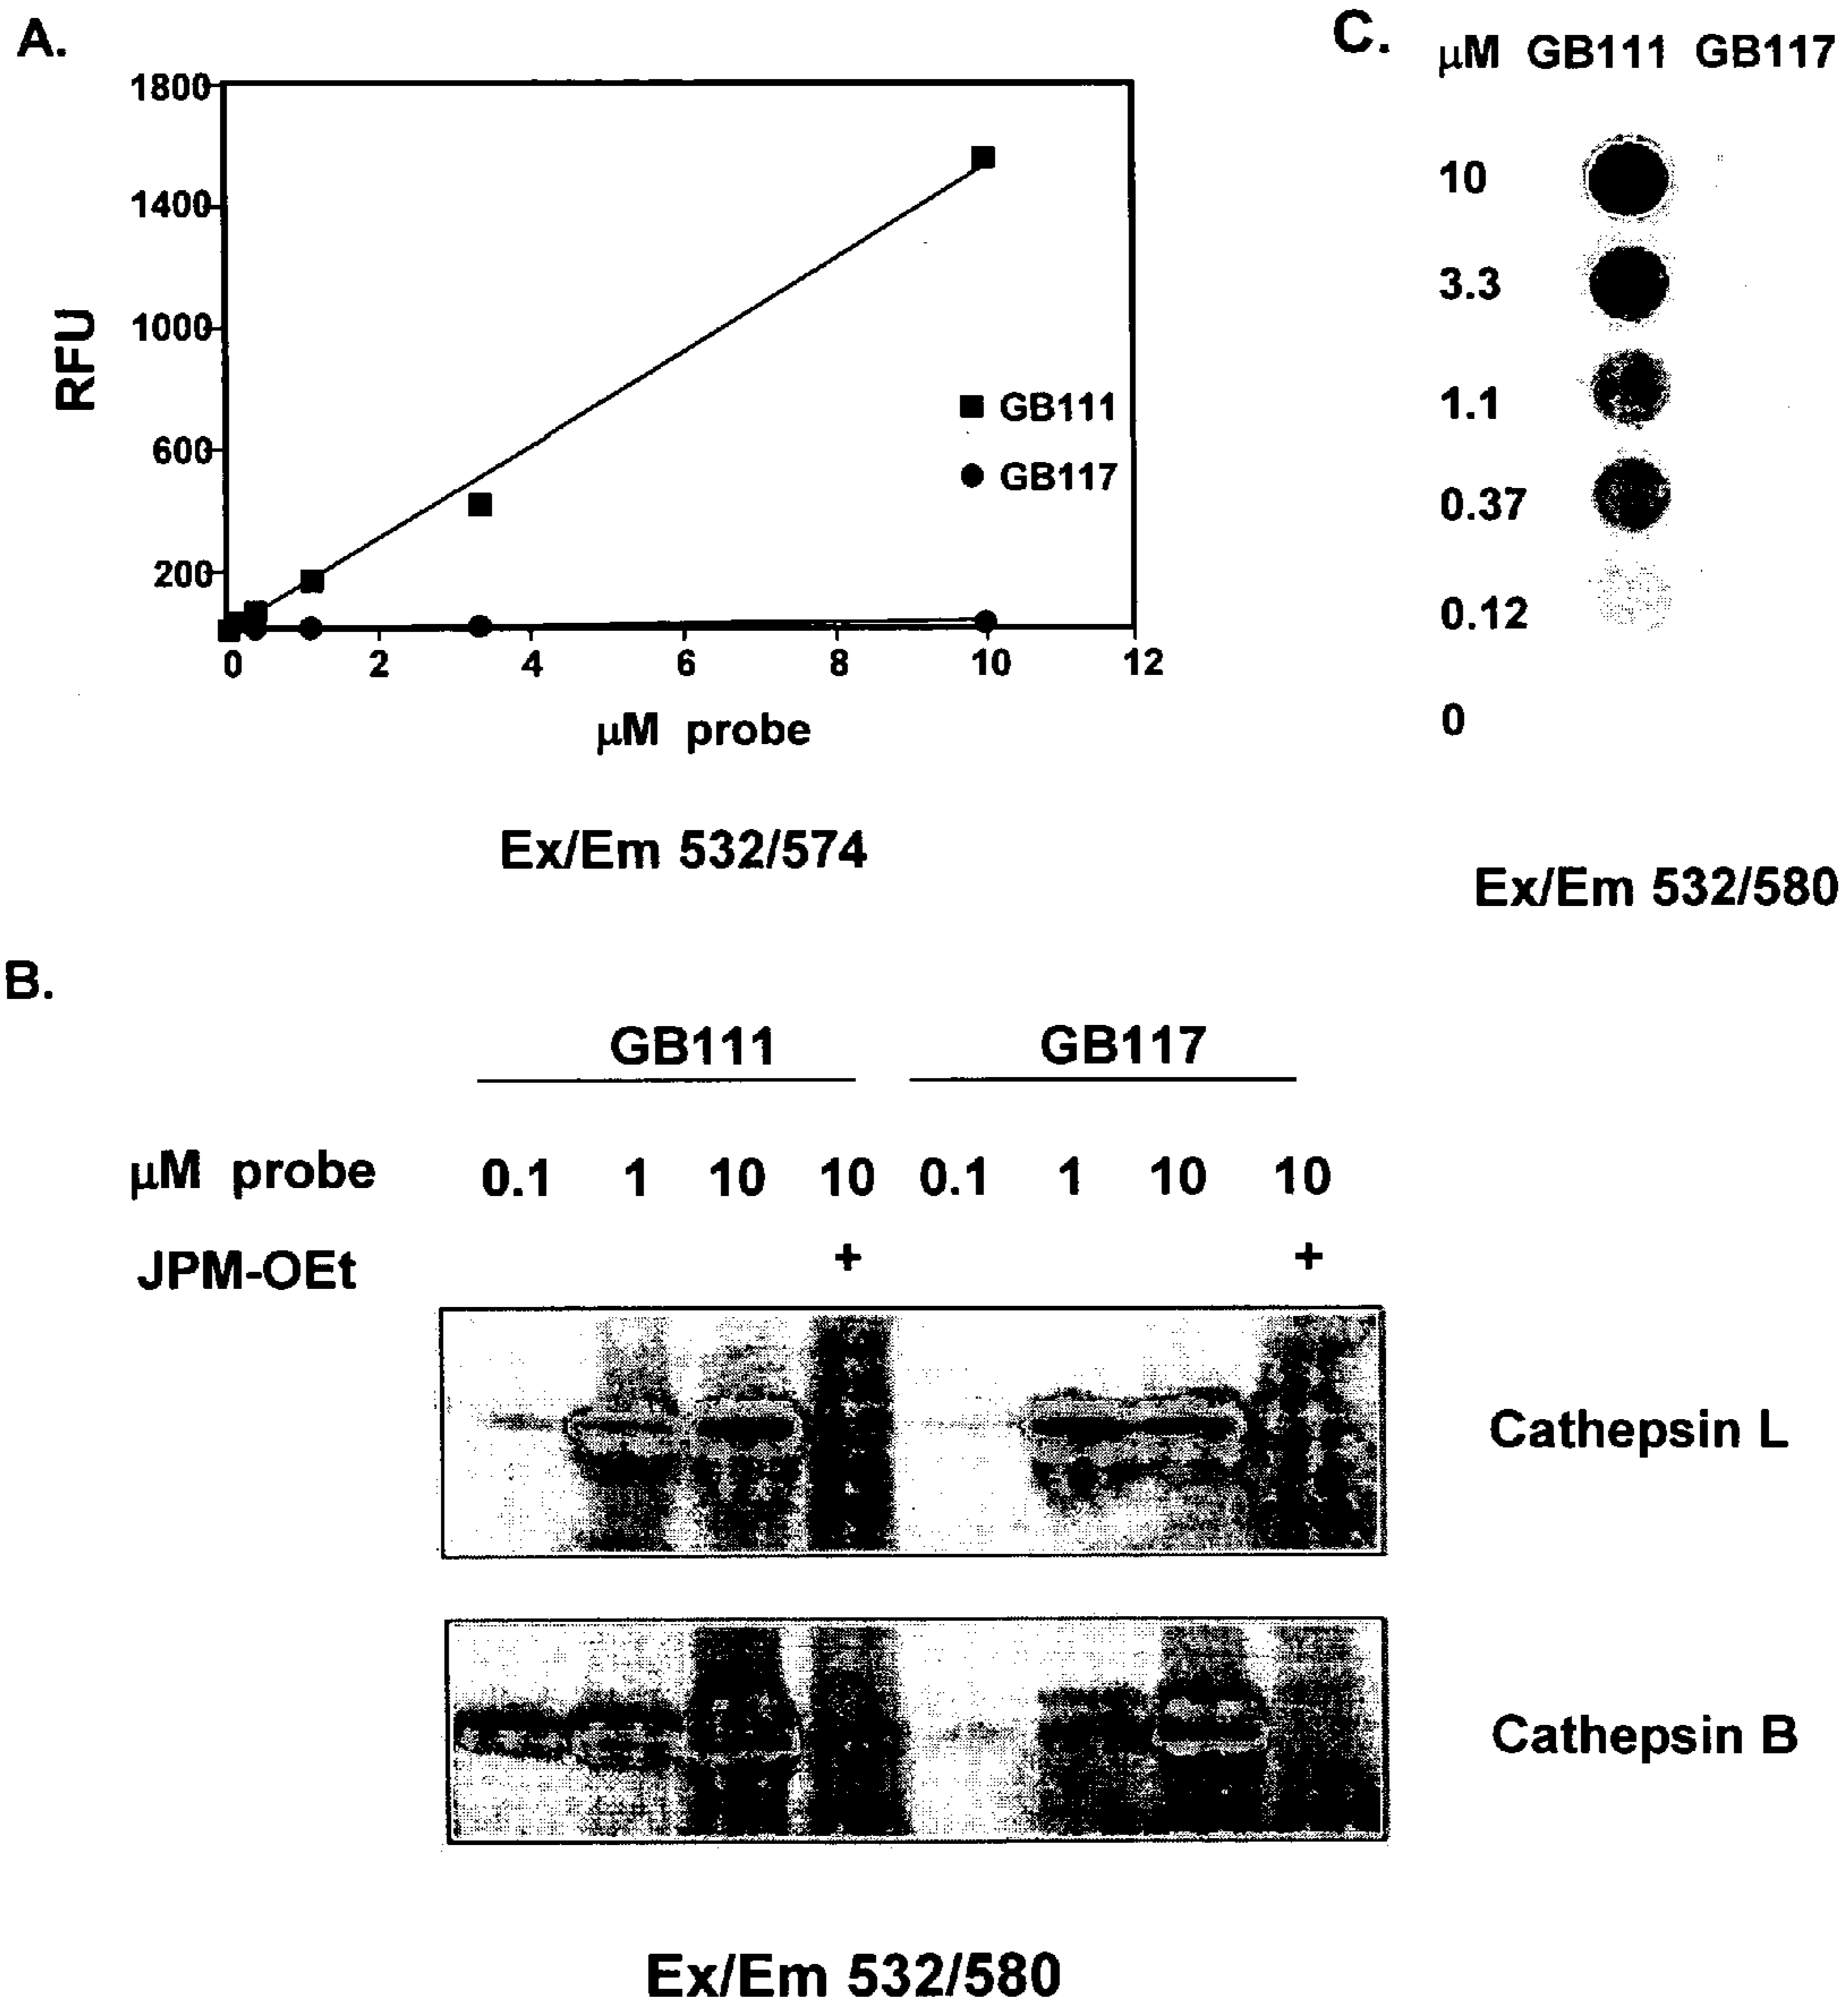 A.
1800
1400
1000
600
200
RFU
GB111
GB117
0 2 4 6 8 10 12
μM probe
Ex/Em 532/574
C.
μM GB111 GB117
10
3.3
1.1
0.37
0.12
0
Ex/Em 532/580
B.
GB111 GB117
μM probe 0.1 1 10 10 0.1 1 10 10
JPM-OEt + +
Cathepsin L
Cathepsin B
Ex/Em 532/580